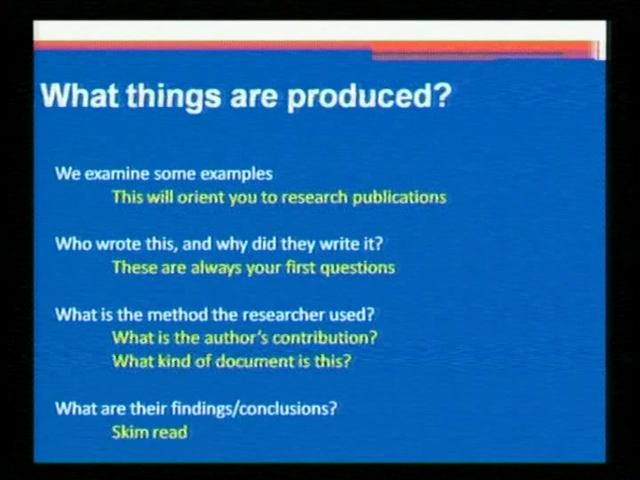 What things are produced?
We examine some examples
This will orient you to research publications
Who wrote this, and why did they write it?
These are always your first questions
What is the method the researcher used?
What is the author's contribution?
What kind of document is this?
What are their findings/conclusions?
Skim read